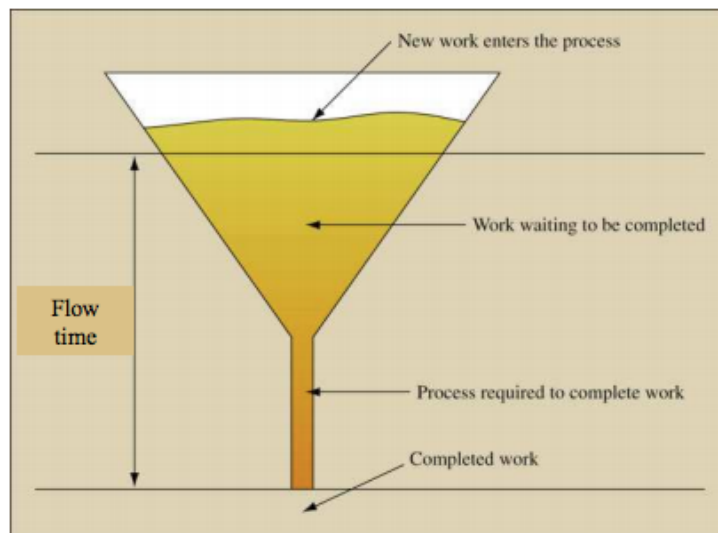 New work enters the process
Work waiting to be completed
Flow
time
Process required to complete work
Completed work